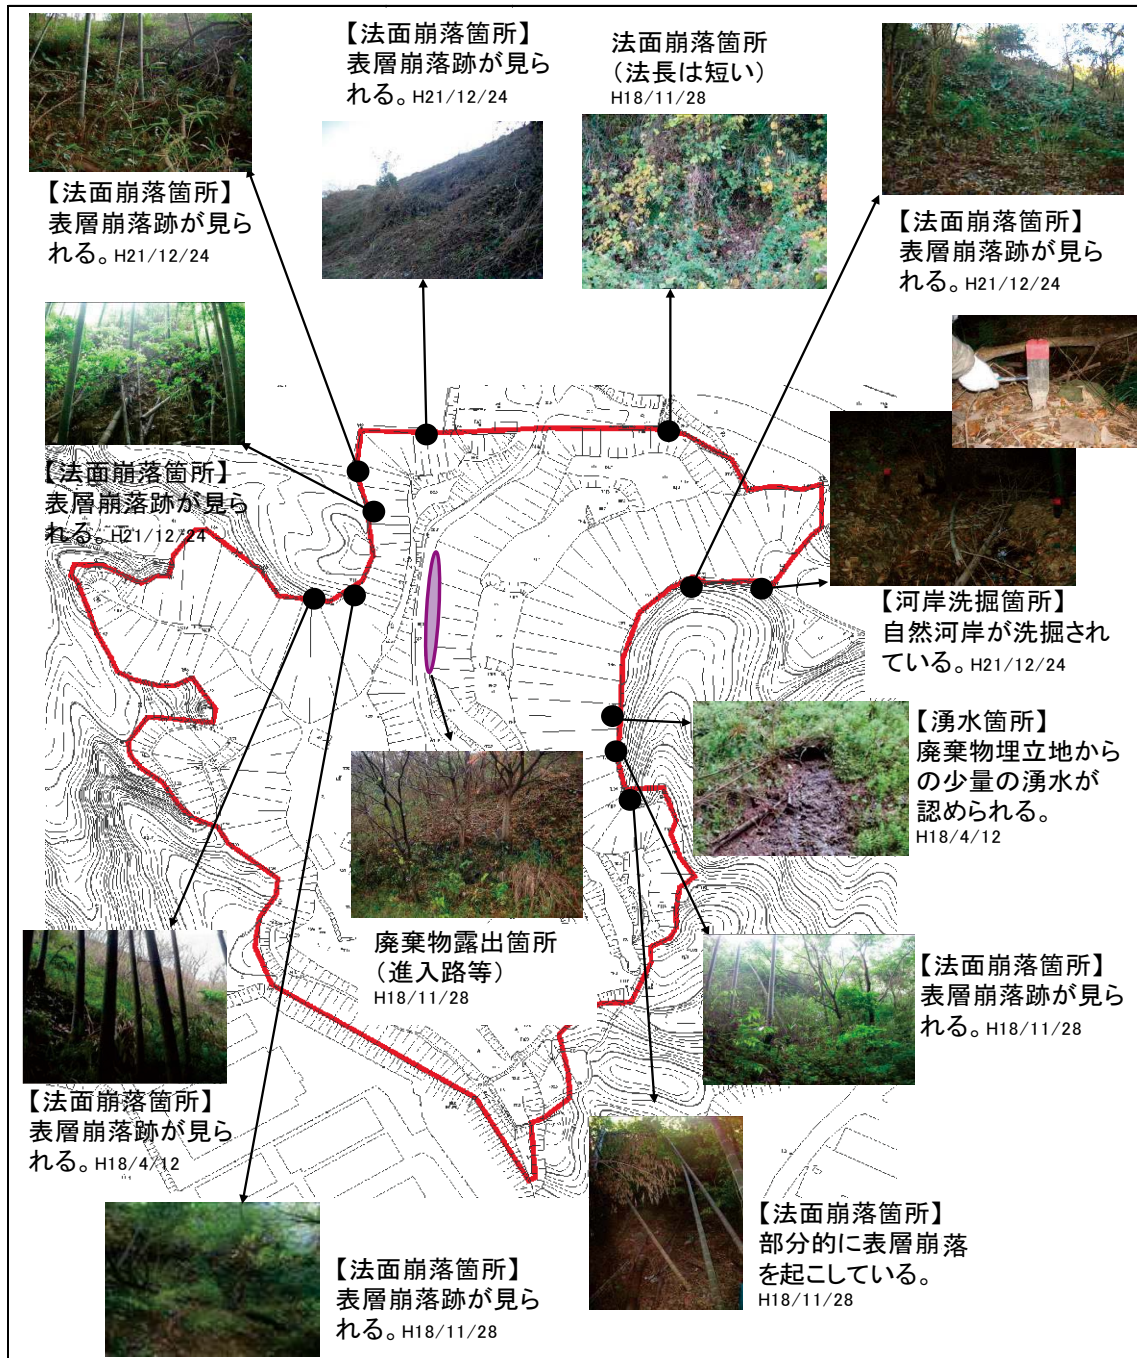 【法面崩落箇所】
表層崩落跡が見ら
れる。H21/12/24
法面崩落箇所
（法長は短い）
H18/11/28
【法面崩落箇所】
表層崩落跡が見ら
れる。H21/12/24
【法面崩落箇所】
表層崩落跡が見ら
れる。H21/12/24
【法面崩落箇所】
表層崩落跡が見ら
れる。H21/12/24
【河岸洗掘箇所】
自然河岸が洗掘され
ている。H21/12/24
【湧水箇所】
廃棄物埋立地から
の少量の湧水が
認められる。
H18/4/12
廃棄物露出箇所
（進入路等）
H18/11/28
【法面崩落箇所】
表層崩落跡が見ら
れる。H18/11/28
【法面崩落箇所】
表層崩落跡が見ら
れる。H18/4/12
【法面崩落箇所】
部分的に表層崩落
を起こしている。
H18/11/28
【法面崩落箇所】
表層崩落跡が見ら
れる。H18/11/28